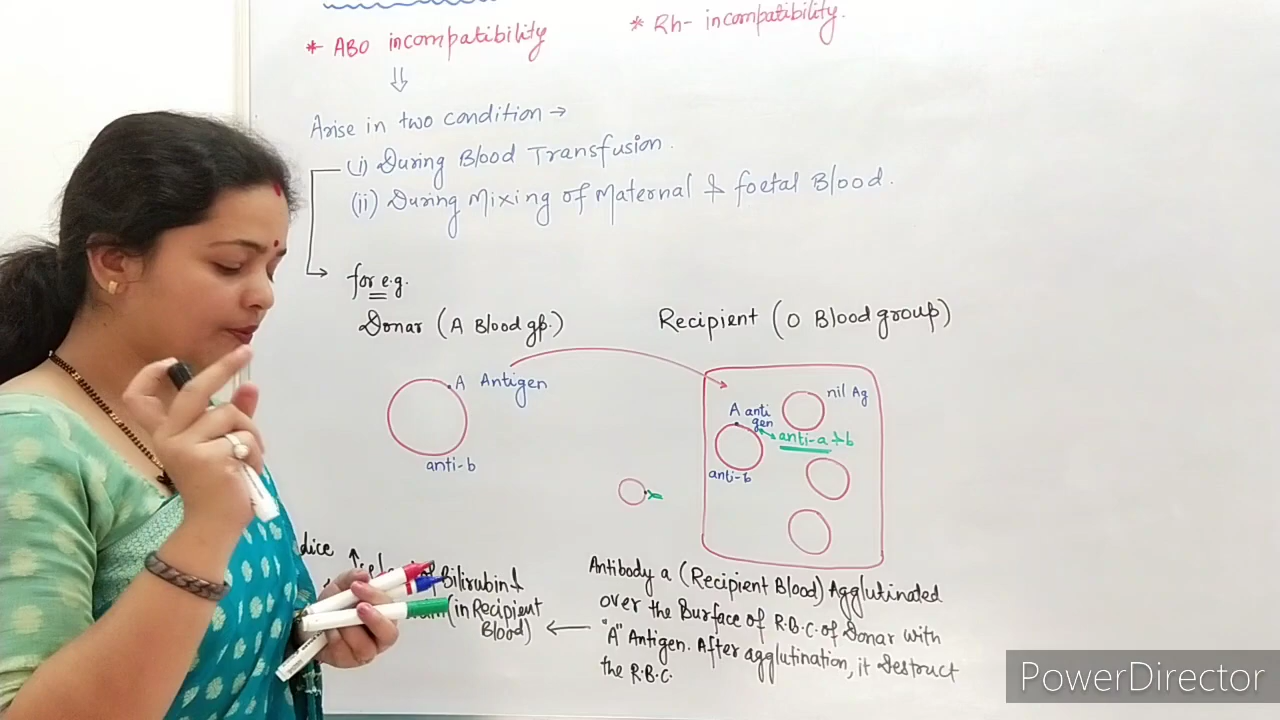 * ABO incompatibility
* Rh- incompatibility.
⇓
Arise in two condition →
(i) During Blood Transfusion.
(ii) During Mixing of Maternal & foetal Blood.
for e.g.
Donar (A Blood gp.)
Recipient (O Blood group)
A Antigen
anti-b
nil Ag
A anti
gen
anti-a + b
anti-b
dice ↑
Bilirubin &
(in Recipient
Blood) ←
Antibody a (Recipient Blood) Agglutinated
over the Surface of R.B.C. of Donar with
"A" Antigen. After agglutination, it Destruct
the R.B.C.
PowerDirector